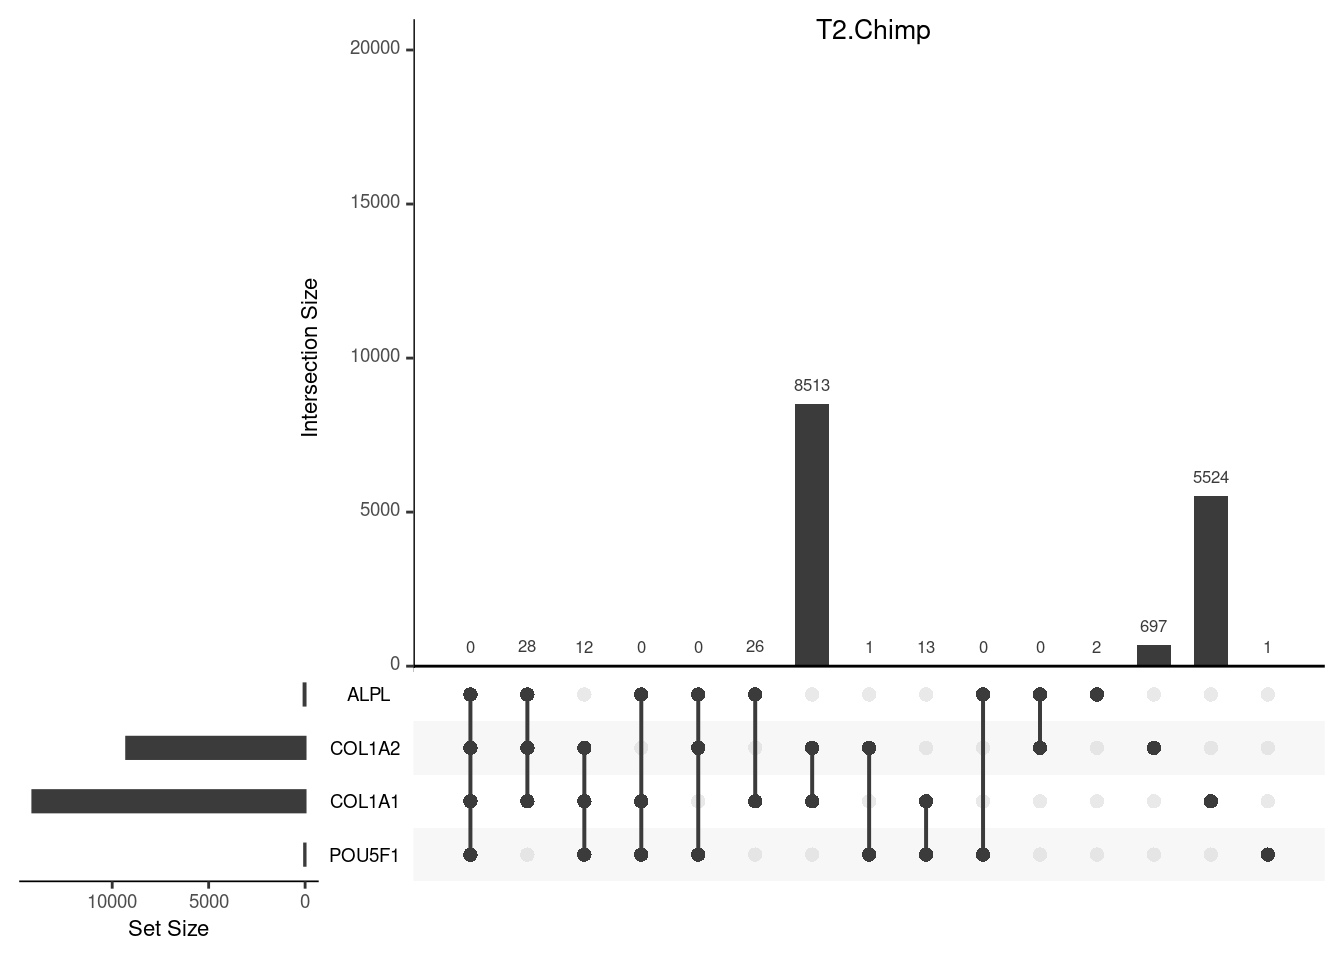 T2.Chimp
20000
15000
10000
5000
0
Intersection Size
8513
5524
697
0 28 12 0 0 26 1 13 0 0 2 1
ALPL
COL1A2
COL1A1
POU5F1
10000 5000 0
Set Size